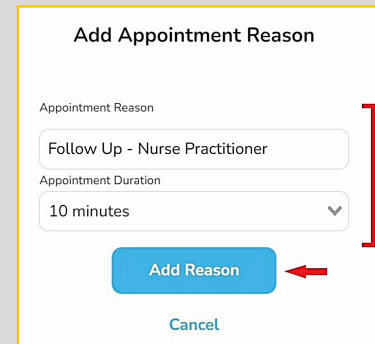 Add Appointment Reason
Appointment Reason
Follow Up - Nurse Practitioner
Appointment Duration
10 minutes
Add Reason
Cancel